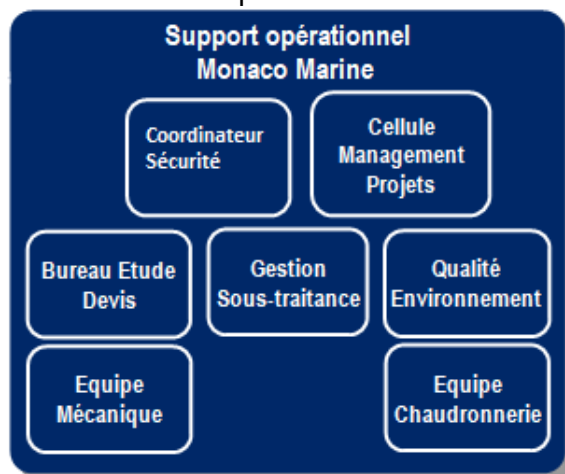 Support opérationnel
Monaco Marine
Coordinateur
Sécurité
Cellule
Management
Projets
Bureau Etude
Devis
Gestion
Sous-traitance
Qualité
Environnement
Equipe
Mécanique
Equipe
Chaudronnerie